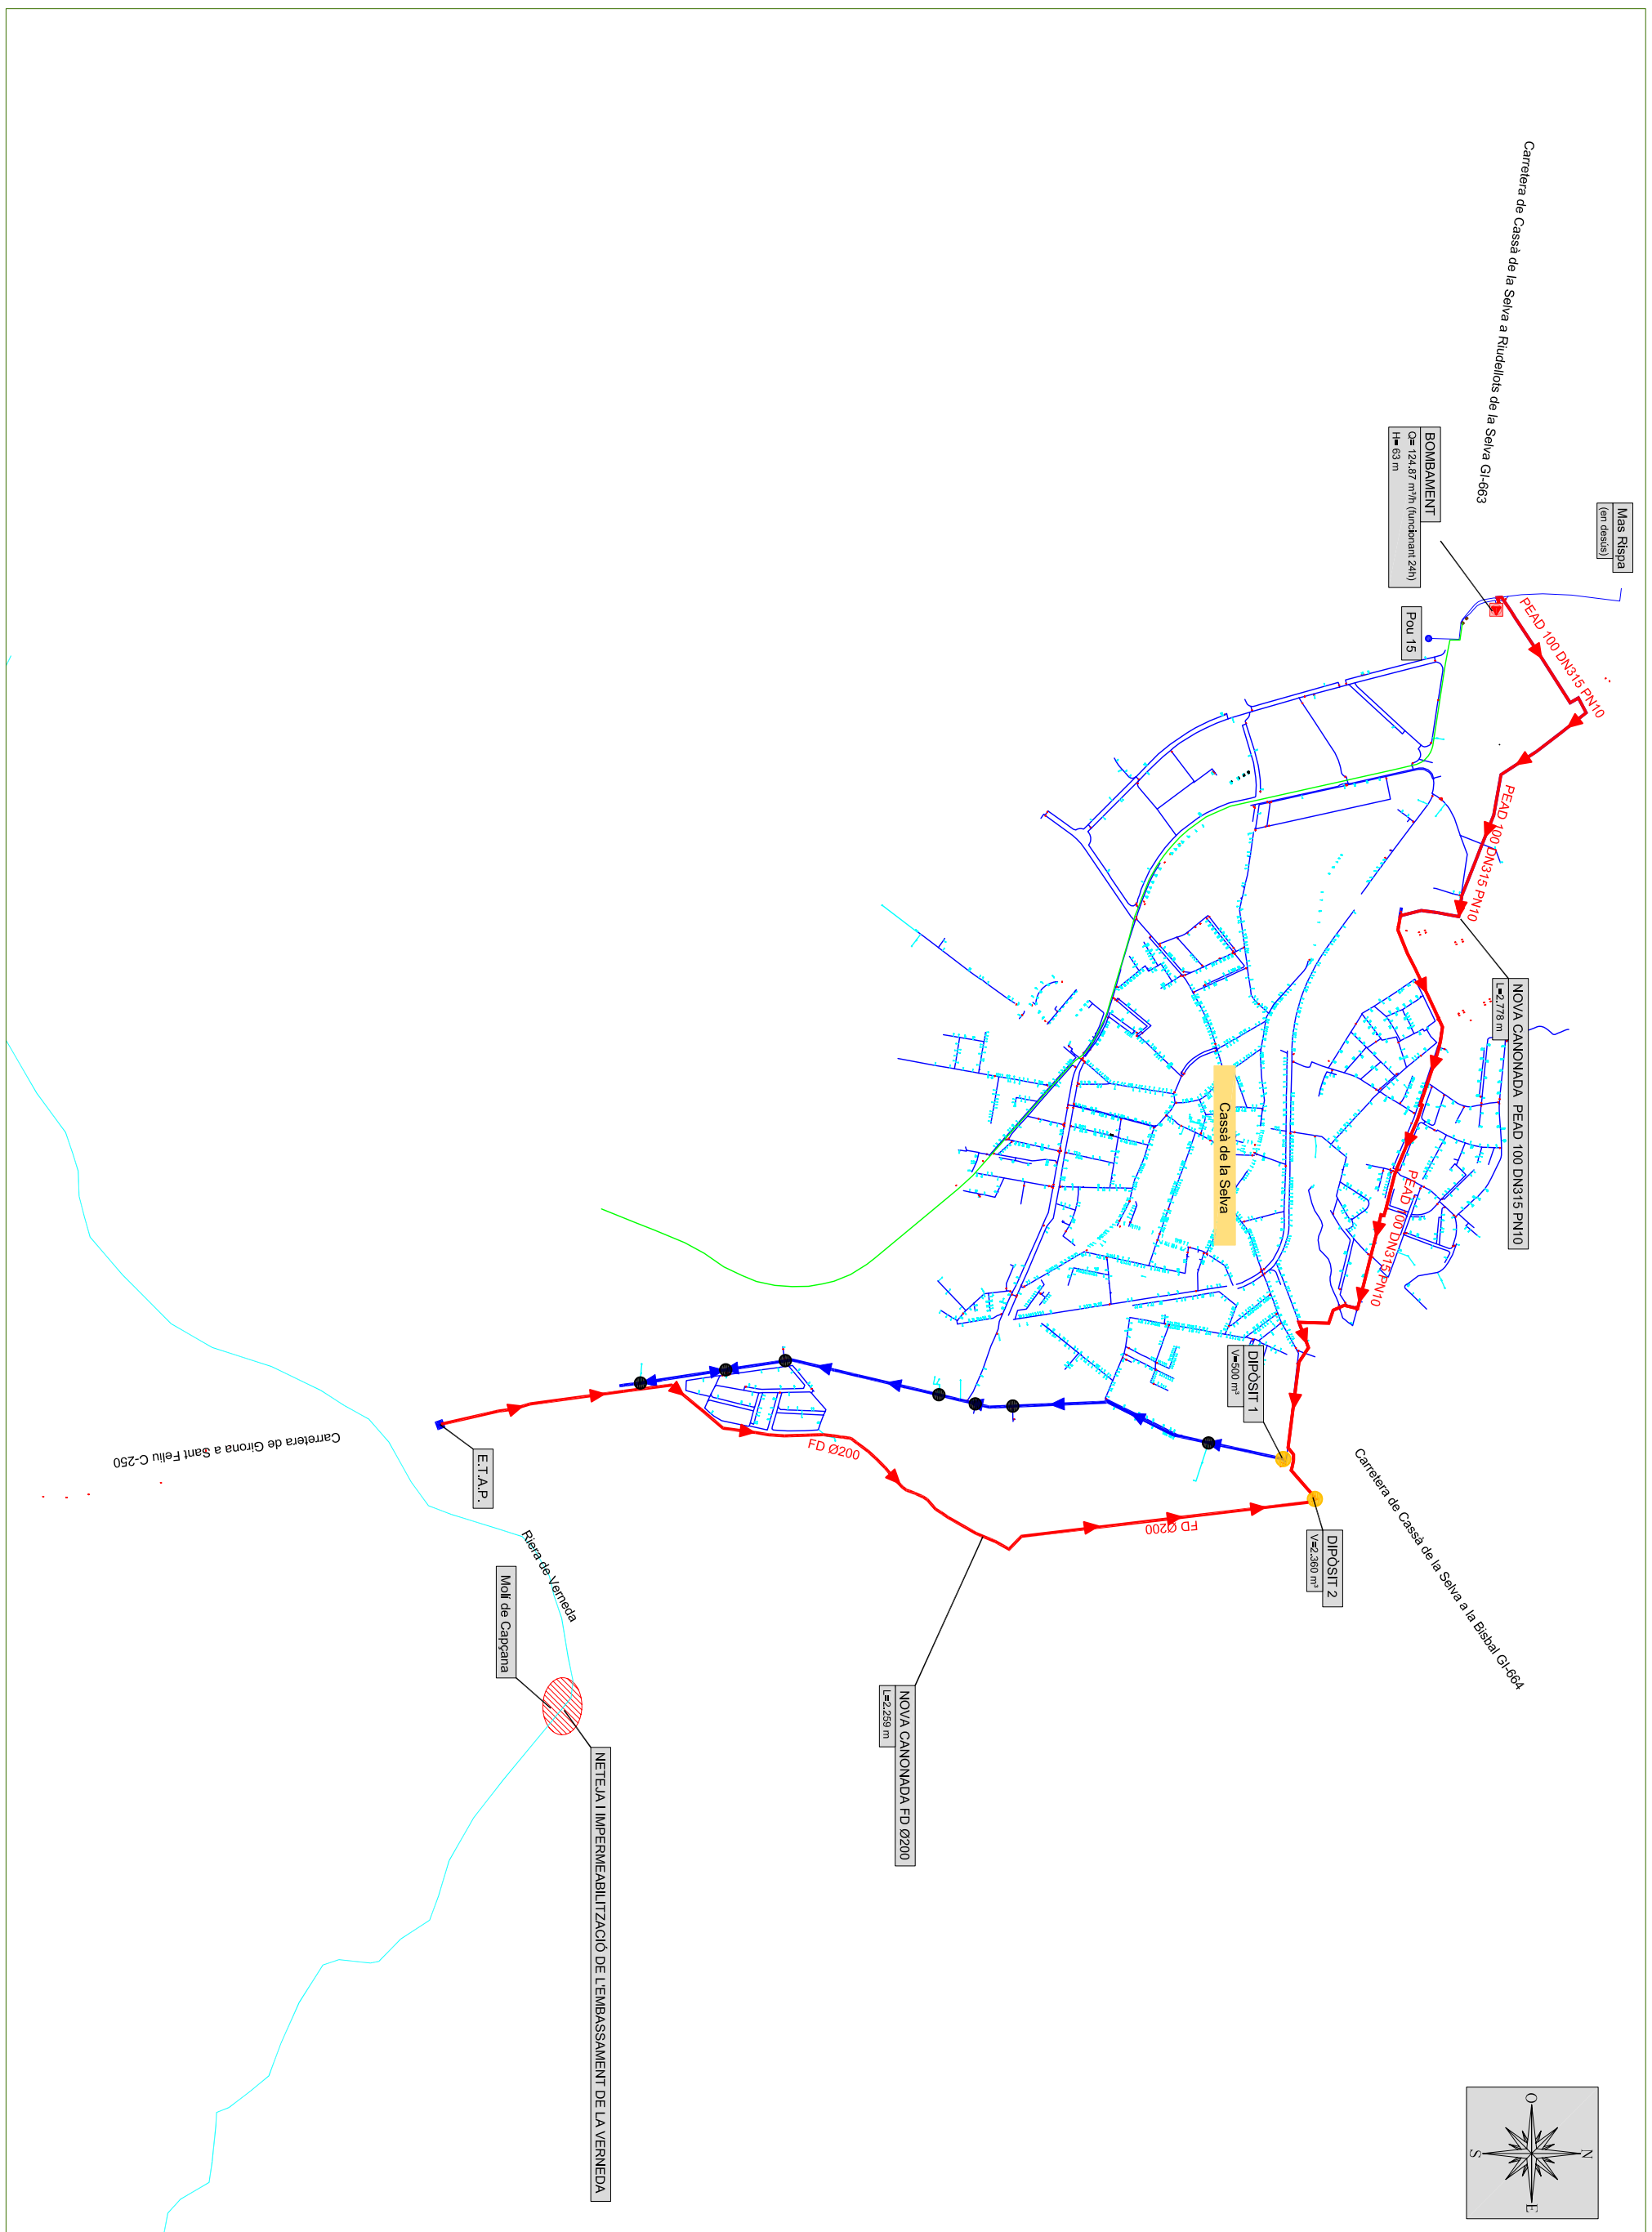 Carretera de Cassà de la Selva a Riudellots de la Selva GI-663
Mas Rispa
(en desús)
BOMBAMENT
Q= 124.87 m³/h (funcionant 24h)
H= 63 m
Pou 15
PEAD 100 DN315 PN10
PEAD 100 DN315 PN10
NOVA CANONADA PEAD 100 DN315 PN10
L=2.778 m
Cassà de la Selva
PEAD 100 DN315 PN10
DIPÒSIT 1
V=500 m³
DIPÒSIT 2
V=2.360 m³
Carretera de Cassà de la Selva a la Bisbal GI-664
FD Ø200
FD Ø200
E.T.A.P.
Carretera de Girona a Sant Feliu C-250
Riera de Verneda
Molí de Capçana
NOVA CANONADA FD Ø200
L=2.259 m
NETEJA I IMPERMEABILITZACIÓ DE L'EMBASSAMENT DE LA VERNEDA
N
O
E
S